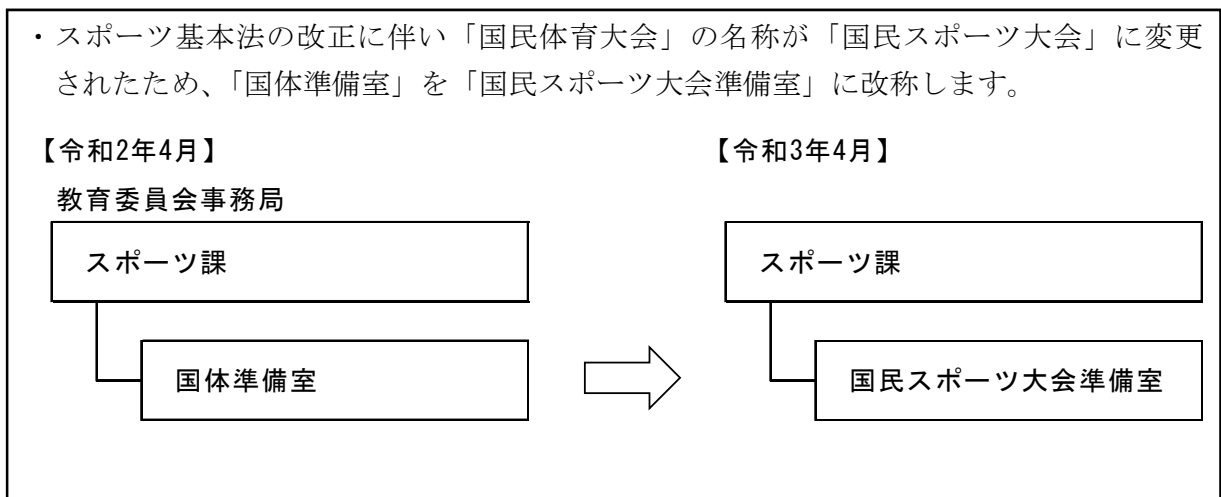 ・スポーツ基本法の改正に伴い「国民体育大会」の名称が「国民スポーツ大会」に変更
されたため、「国体準備室」を「国民スポーツ大会準備室」に改称します。
【令和2年4月】
【令和3年4月】
教育委員会事務局
スポーツ課
スポーツ課
国体準備室
国民スポーツ大会準備室